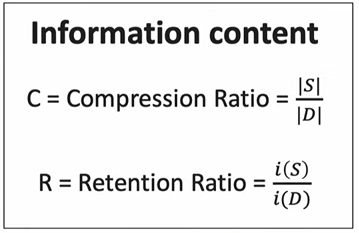 Information content
C = Compression Ratio = |S| / |D|
R = Retention Ratio = i(S) / i(D)